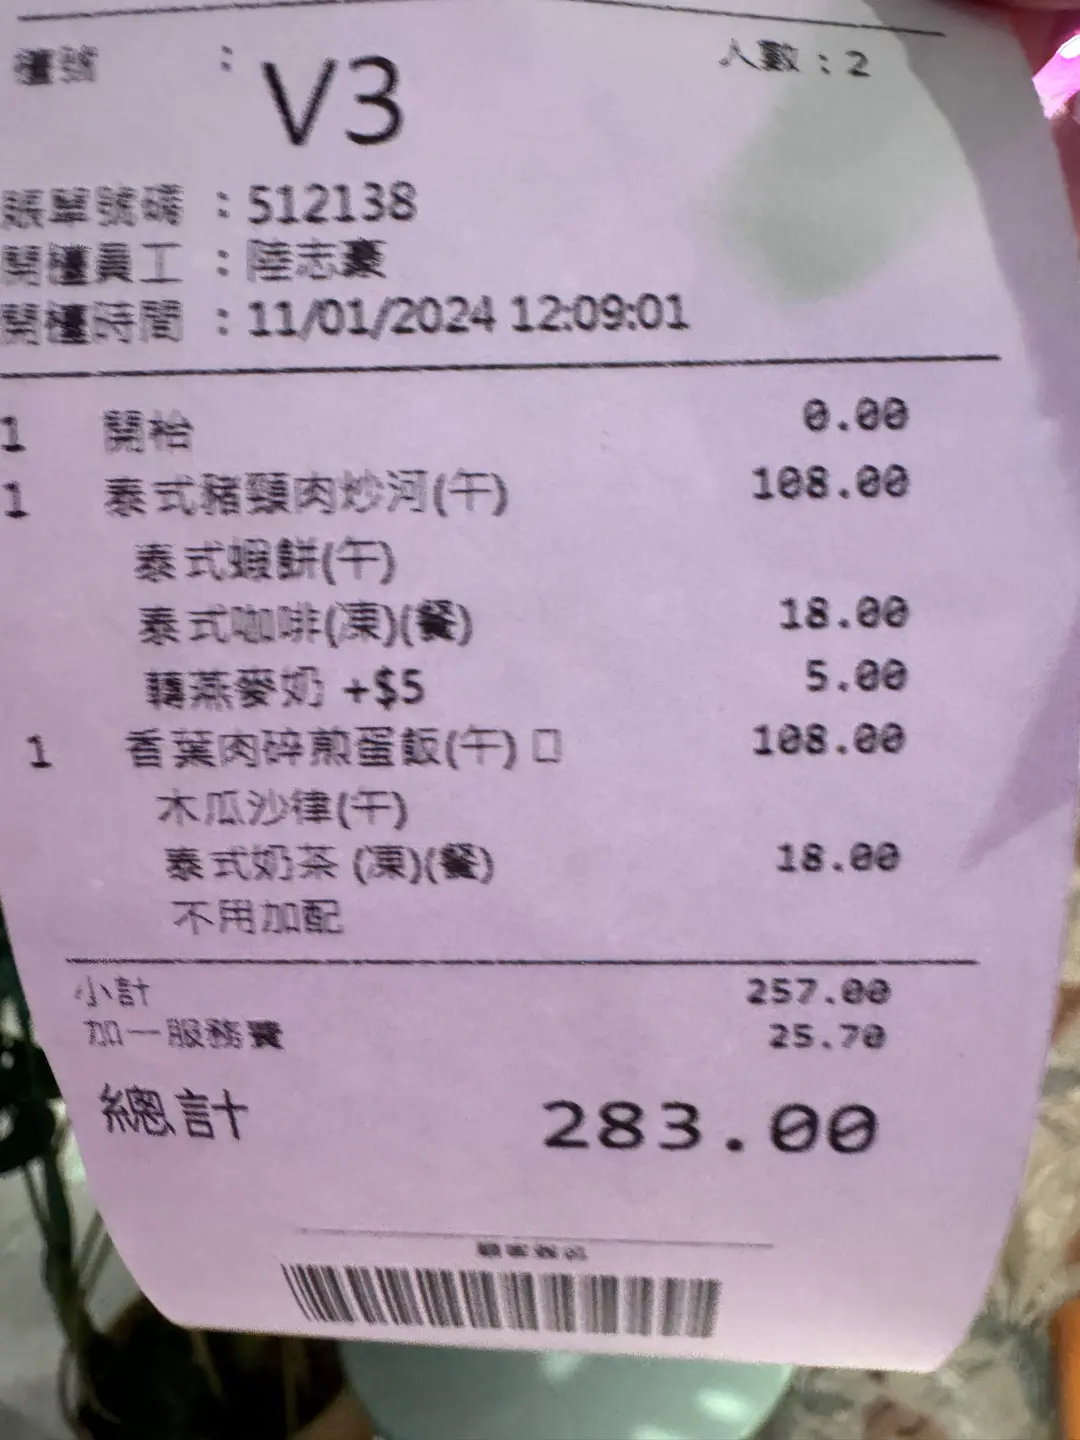 檯號 : V3 人數 : 2
賬單號碼 : 512138
開檯員工 : 陸志豪
開檯時間 : 11/01/2024 12:09:01
1 開枱 0.00
1 泰式豬頸肉炒河(午) 108.00
泰式蝦餅(午)
泰式咖啡(凍)(餐) 18.00
轉燕麥奶 +$5 5.00
1 香葉肉碎煎蛋飯(午) 108.00
木瓜沙律(午)
泰式奶茶 (凍)(餐) 18.00
不用加配
小計 257.00
加一服務費 25.70
總計 283.00